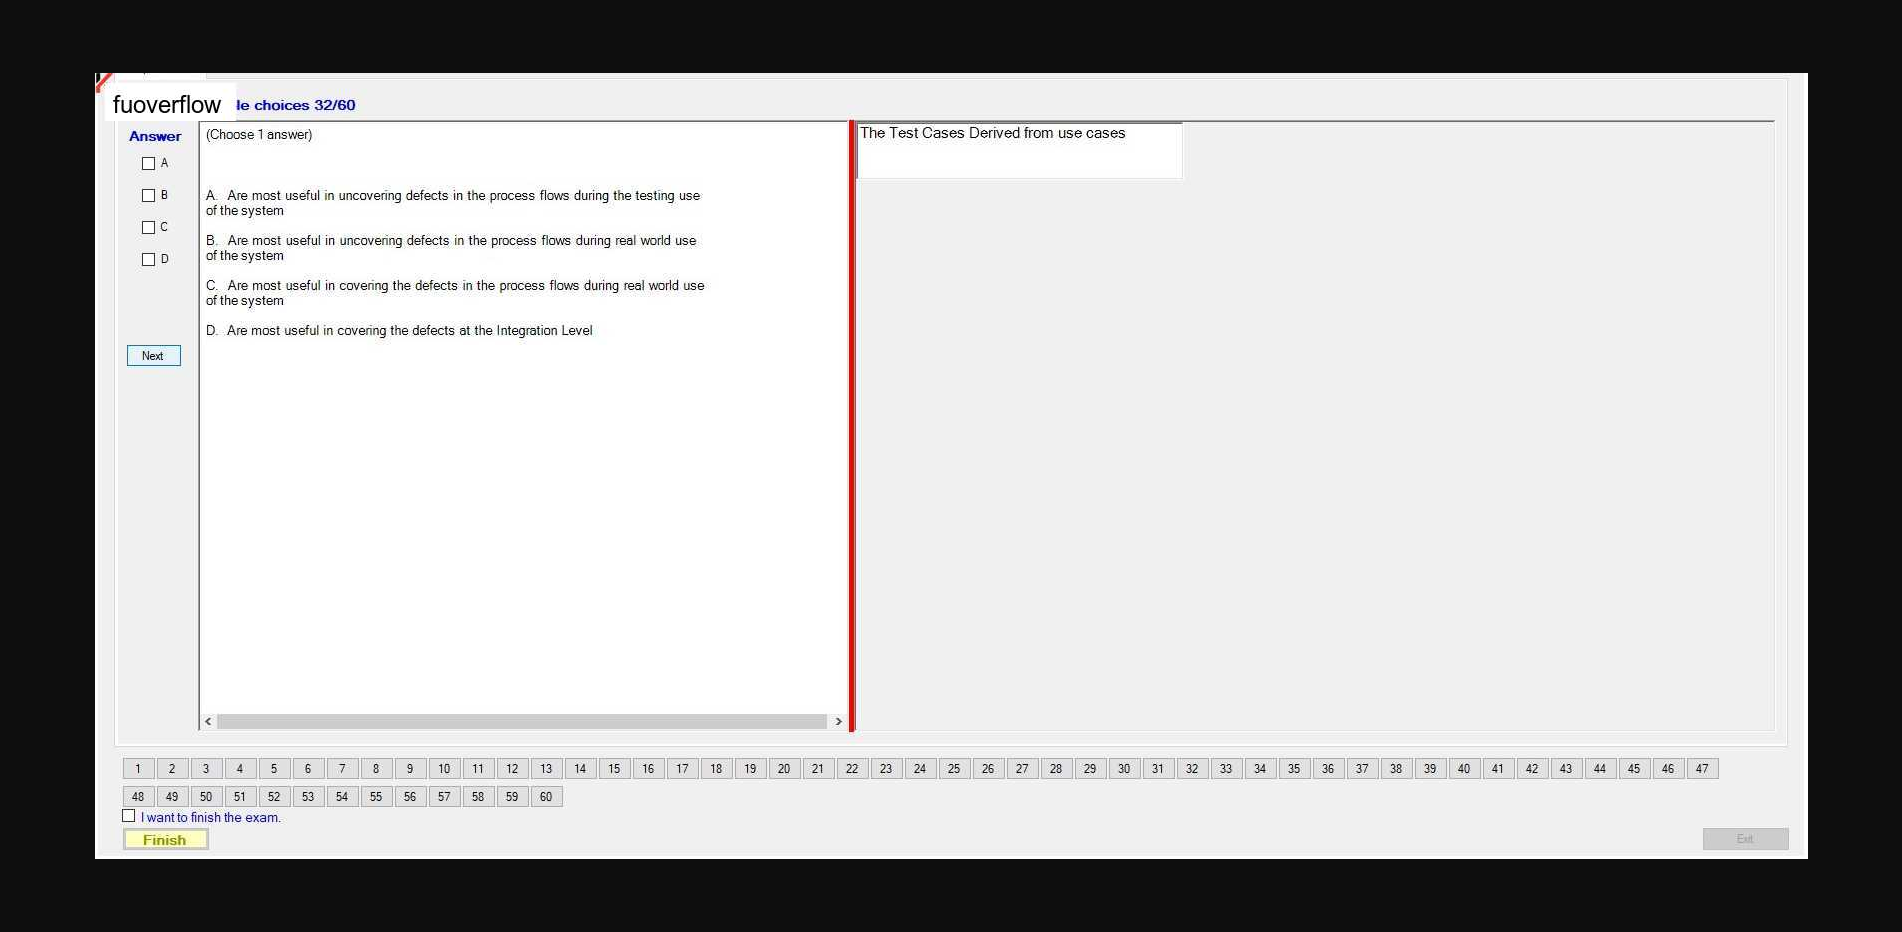 fuoverflow
le choices 32/60
Answer
(Choose 1 answer)
The Test Cases Derived from use cases
A
B
C
D
A. Are most useful in uncovering defects in the process flows during the testing use
of the system
B. Are most useful in uncovering defects in the process flows during real world use
of the system
C. Are most useful in covering the defects in the process flows during real world use
of the system
D. Are most useful in covering the defects at the Integration Level
Next
1 2 3 4 5 6 7 8 9 10 11 12 13 14 15 16 17 18 19 20 21 22 23 24 25 26 27 28 29 30 31 32 33 34 35 36 37 38 39 40 41 42 43 44 45 46 47
48 49 50 51 52 53 54 55 56 57 58 59 60
I want to finish the exam.
Finish
Exit